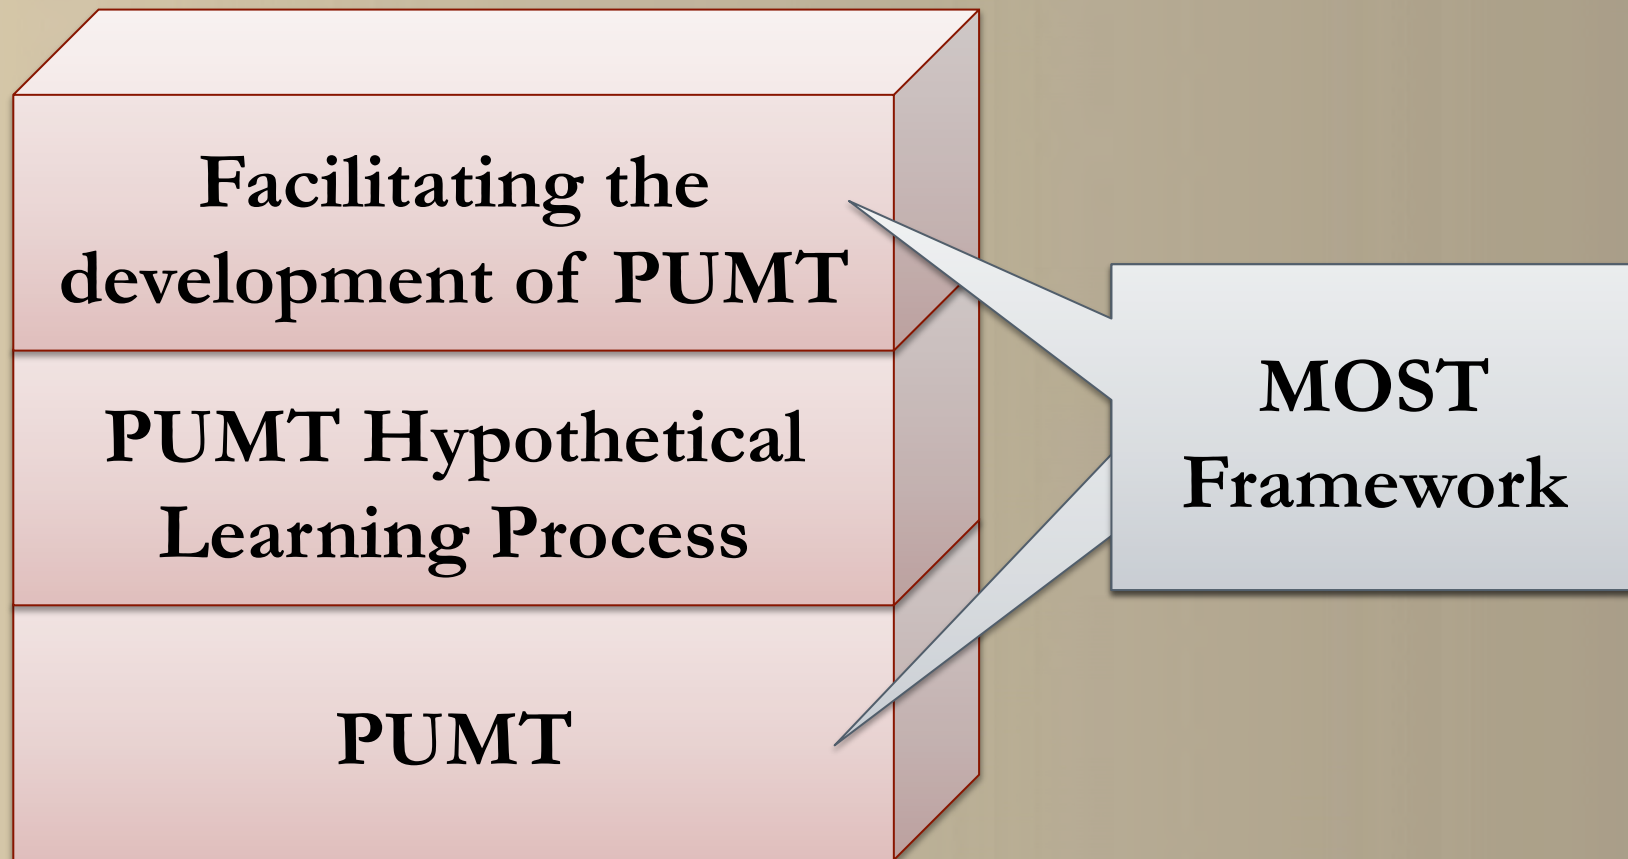 Facilitating the
development of PUMT
PUMT Hypothetical
Learning Process
PUMT
MOST
Framework